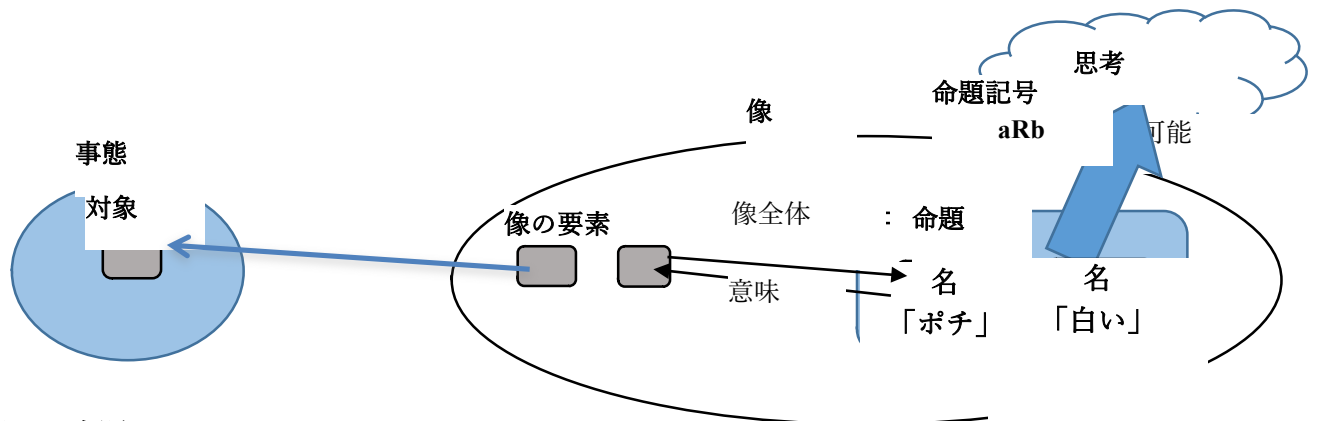 思考
命題記号
像
aRb
可能
事態
対象
像全体 : 命題
像の要素
意味
名
名
「ポチ」
「白い」